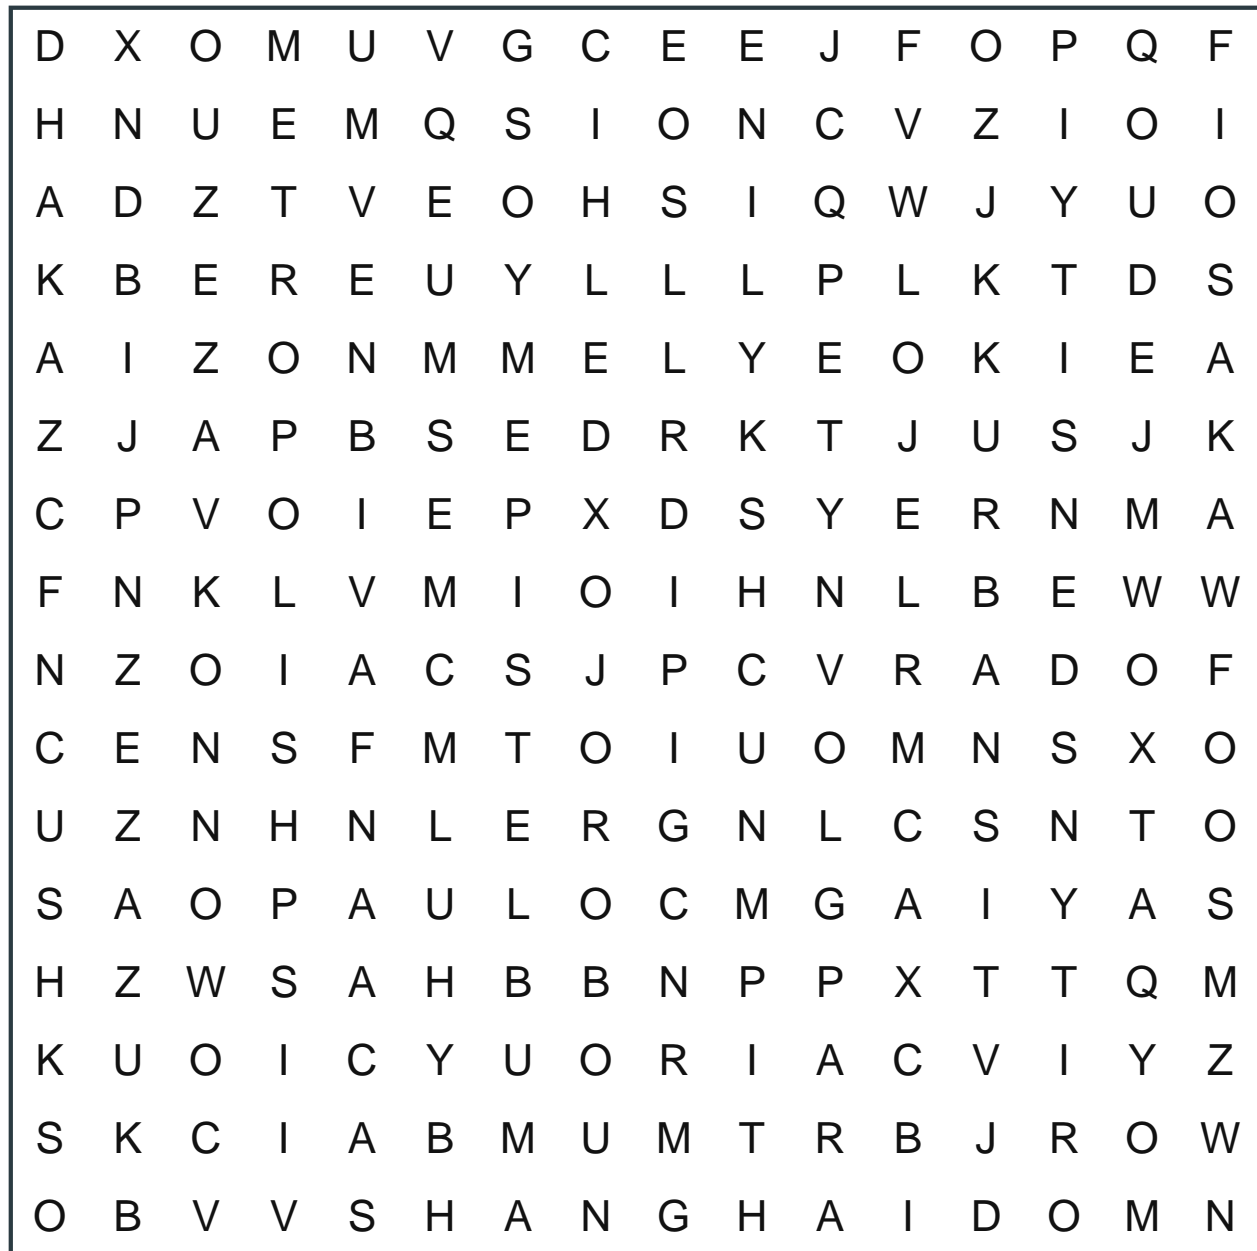 D X O M U V G C E E J F O P Q F
H N U E M Q S I O N C V Z I O I
A D Z T V E O H S I Q W J Y U O
K B E R E U Y L L L P L K T D S
A I Z O N M M E L Y E O K I E A
Z J A P B S E D R K T J U S J K
C P V O I E P X D S Y E R N M A
F N K L V M I O I H N L B E W W
N Z O I A C S J P C V R A D O F
C E N S F M T O I U O M N S X O
U Z N H N L E R G N L C S N T O
S A O P A U L O C M G A I Y A S
H Z W S A H B B N P P X T T Q M
K U O I C Y U O R I A C V I Y Z
S K C I A B M U M T R B J R O W
O B V V S H A N G H A I D O M N